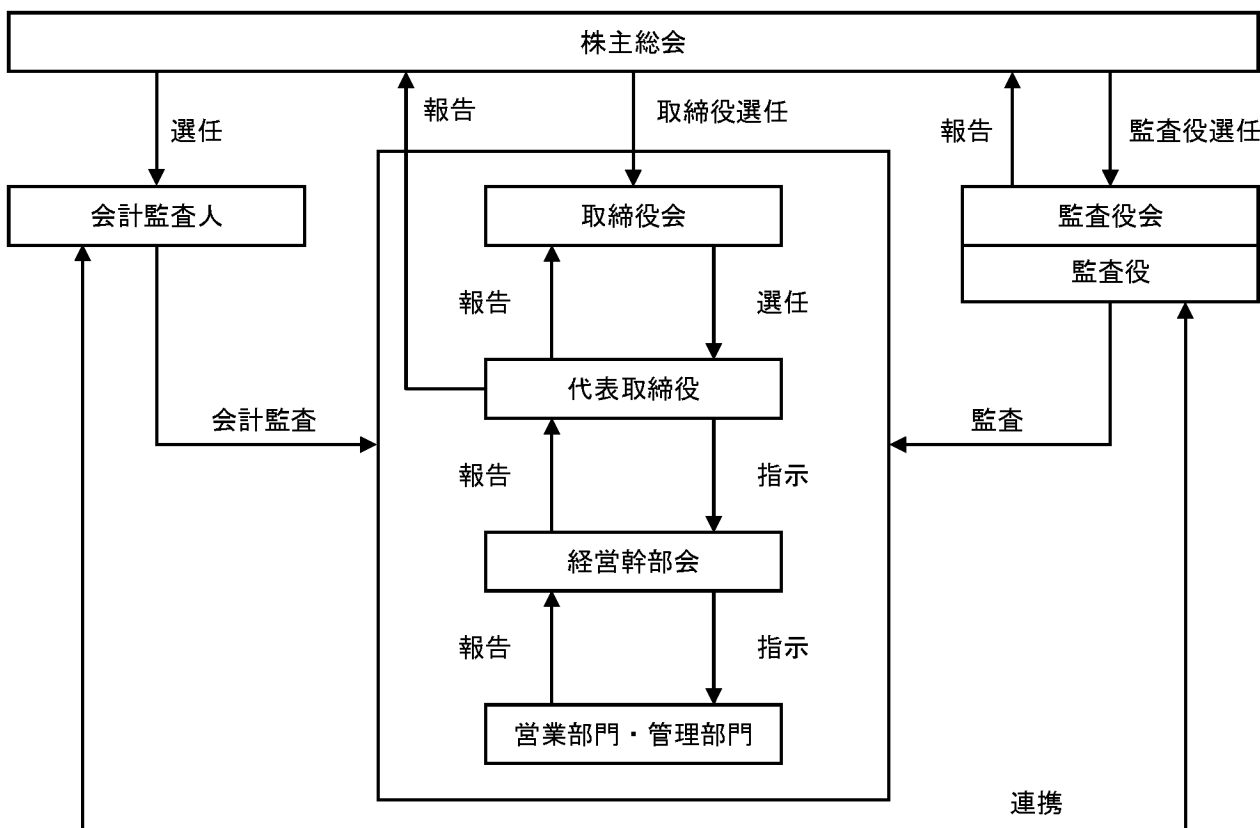 株主総会
報告
取締役選任
選任
報告
監査役選任
会計監査人
取締役会
監査役会
監査役
報告
選任
代表取締役
会計監査
監査
報告
指示
経営幹部会
報告
指示
営業部門・管理部門
連携